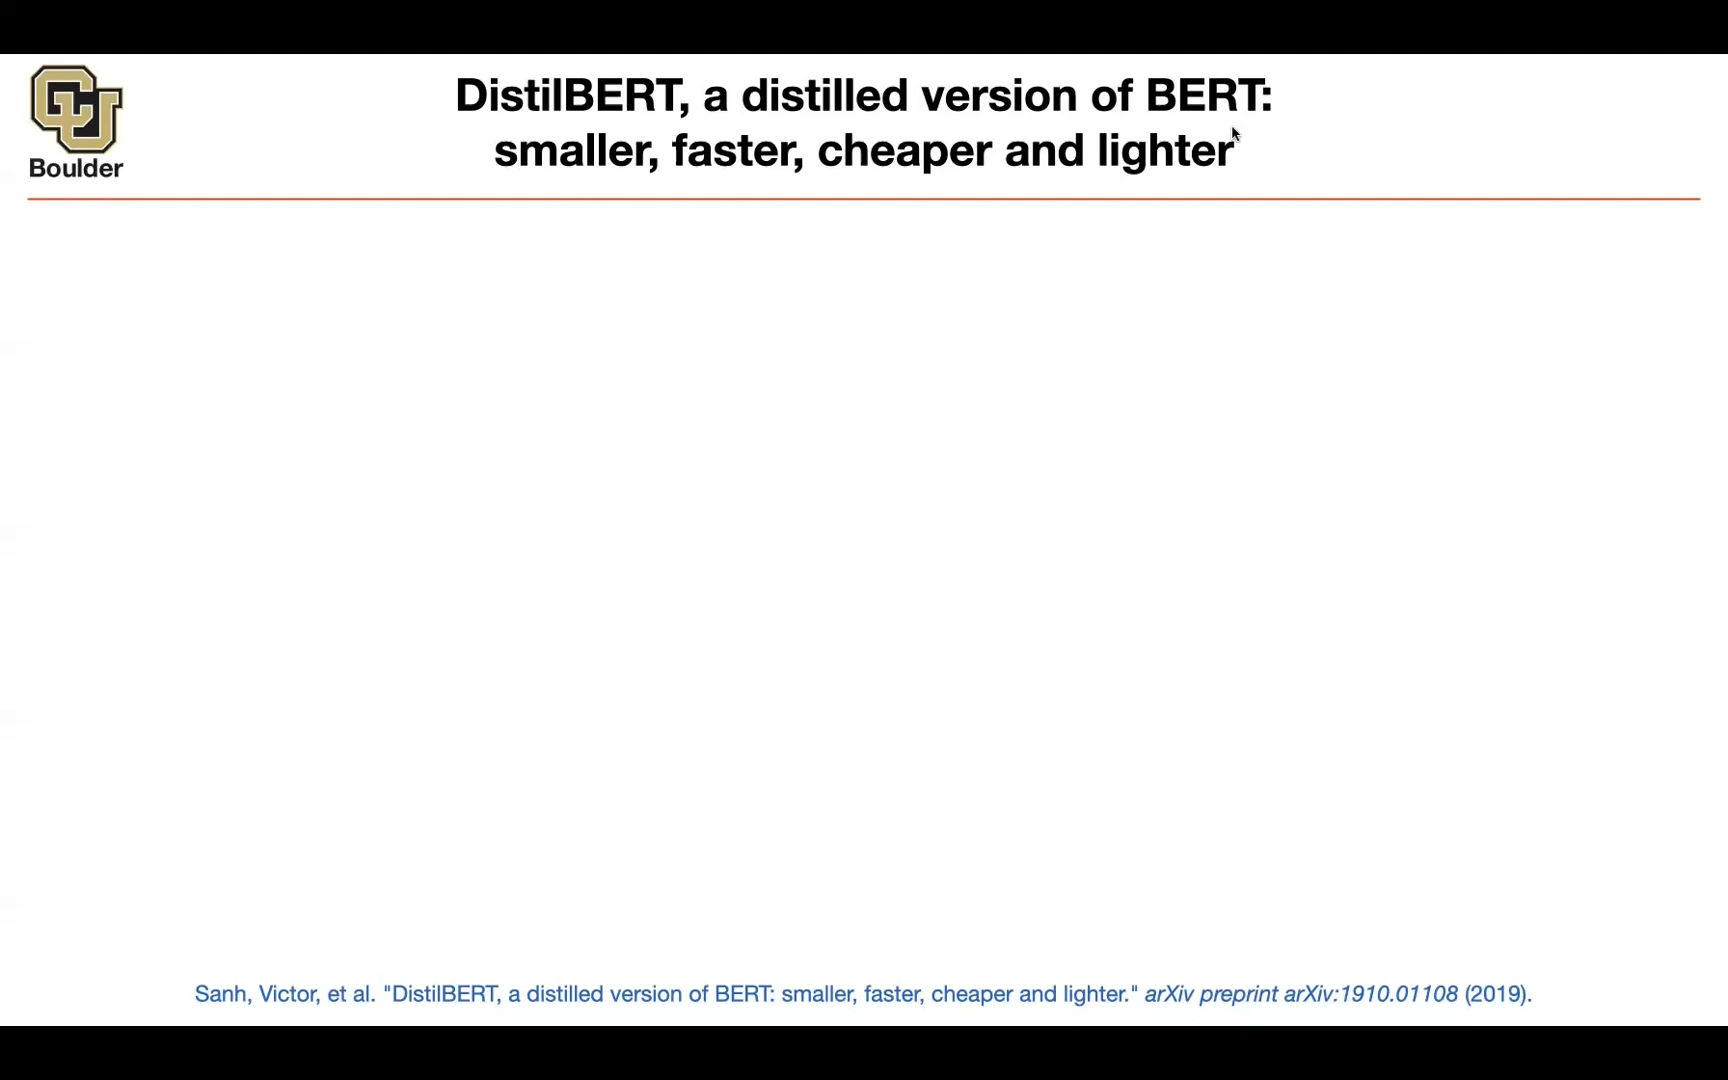 CU
Boulder
DistilBERT, a distilled version of BERT:
smaller, faster, cheaper and lighter
Sanh, Victor, et al. "DistilBERT, a distilled version of BERT: smaller, faster, cheaper and lighter." arXiv preprint arXiv:1910.01108 (2019).